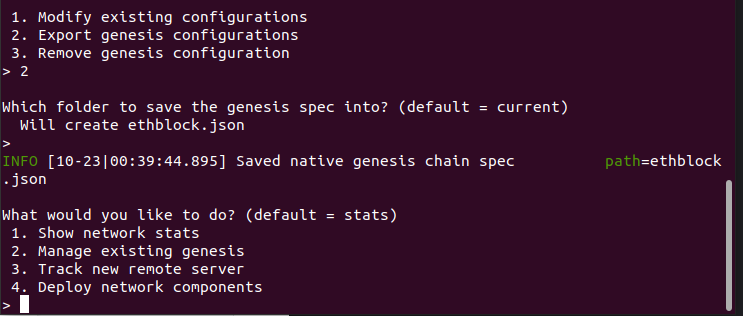 1. Modify existing configurations
2. Export genesis configurations
3. Remove genesis configuration
> 2
Which folder to save the genesis spec into? (default = current)
Will create ethblock.json
>
INFO [10-23|00:39:44.895] Saved native genesis chain spec path=ethblock
.json
What would you like to do? (default = stats)
1. Show network stats
2. Manage existing genesis
3. Track new remote server
4. Deploy network components
>